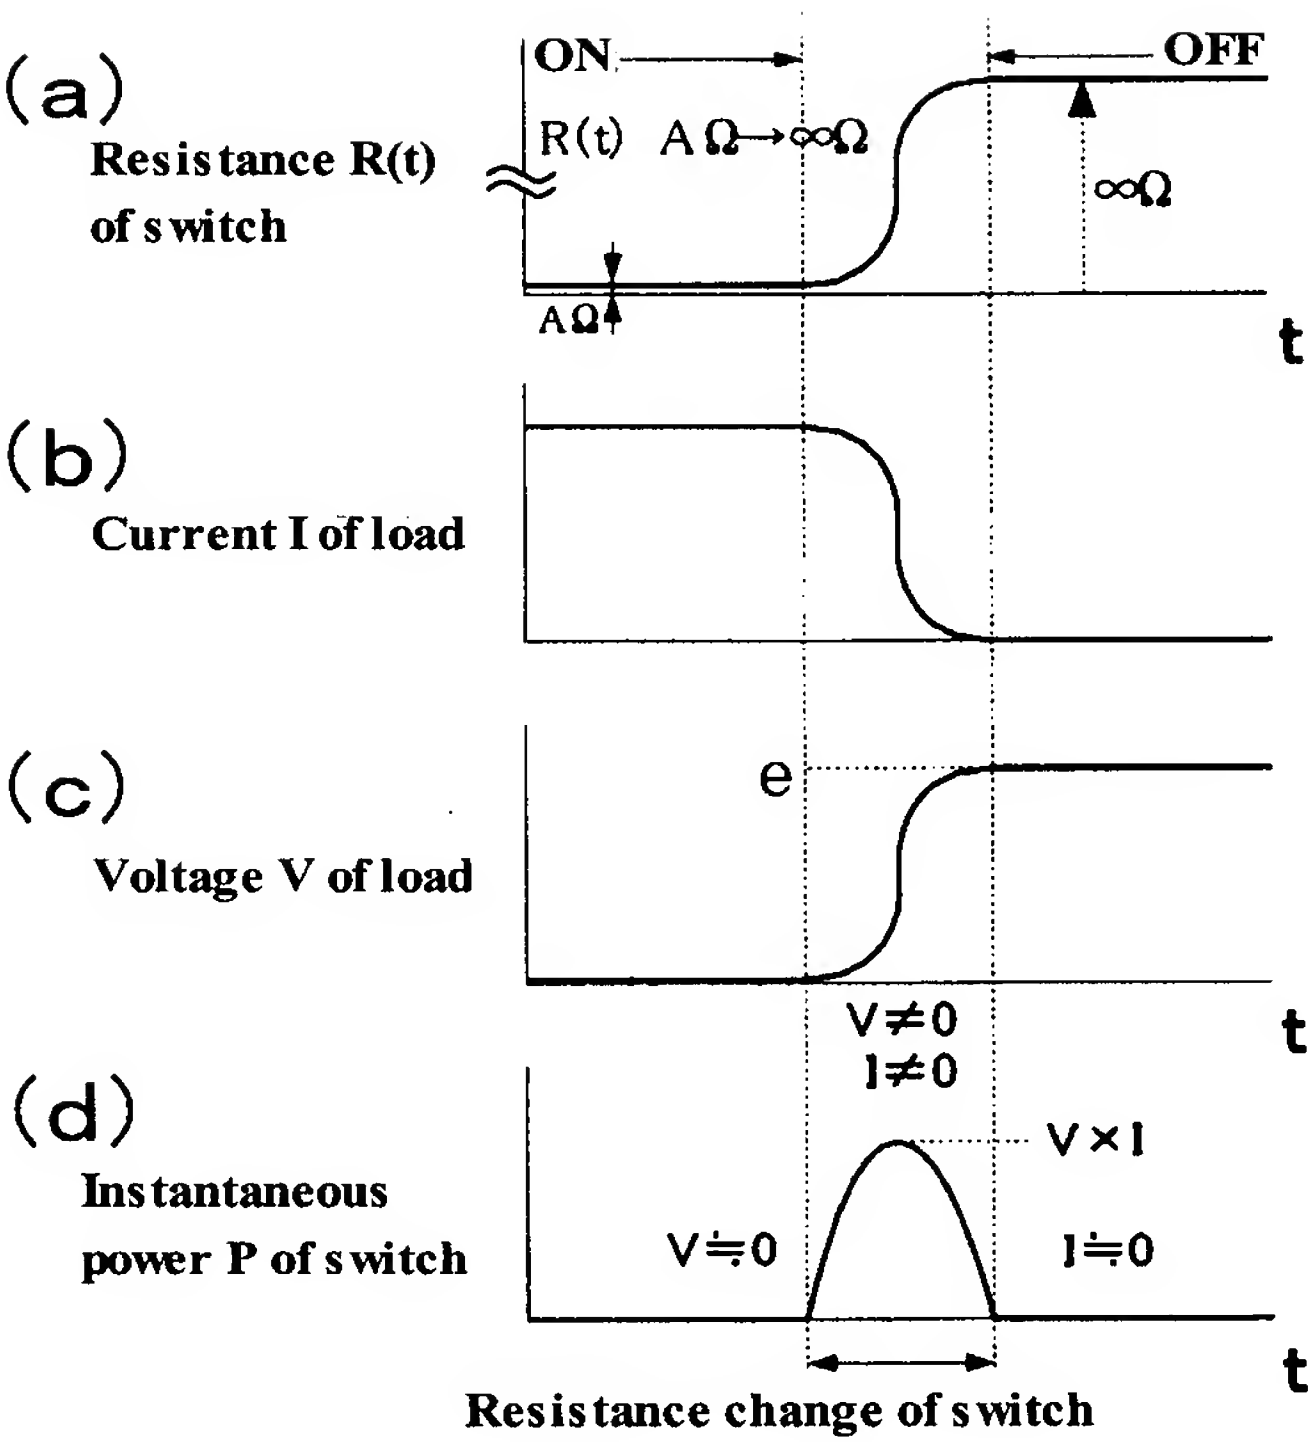 (a)
ON
OFF
Resistance R(t)
of switch
R(t) AΩ→∞Ω
∞Ω
AΩ
t
(b)
Current I of load
(c)
e
Voltage V of load
t
V≠0
I≠0
(d)
V×I
Instantaneous
power P of switch
V≒0
I≒0
t
Resistance change of switch